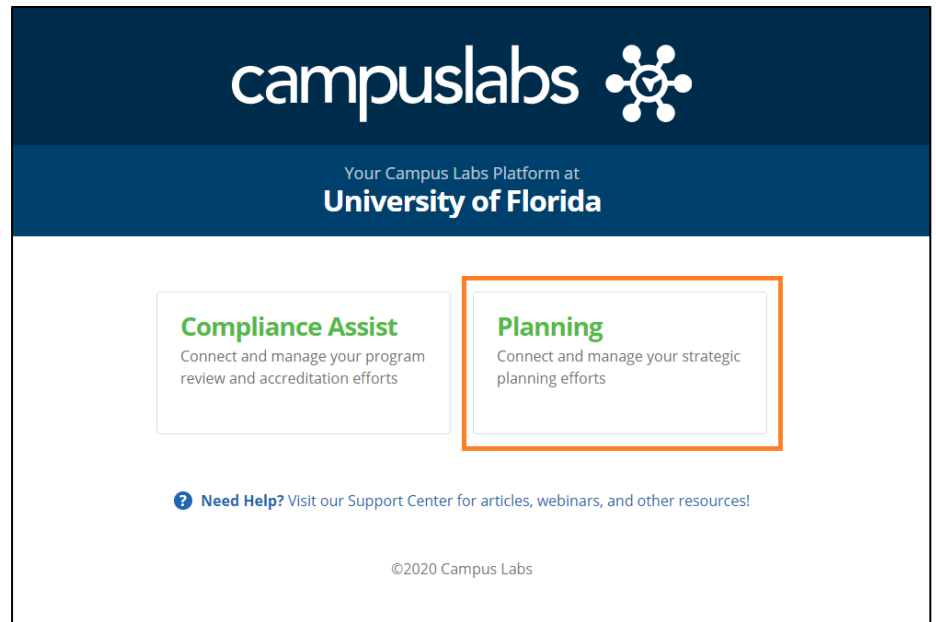 campuslabs
Your Campus Labs Platform at
University of Florida
Compliance Assist
Connect and manage your program
review and accreditation efforts
Planning
Connect and manage your strategic
planning efforts
? Need Help? Visit our Support Center for articles, webinars, and other resources!
©2020 Campus Labs